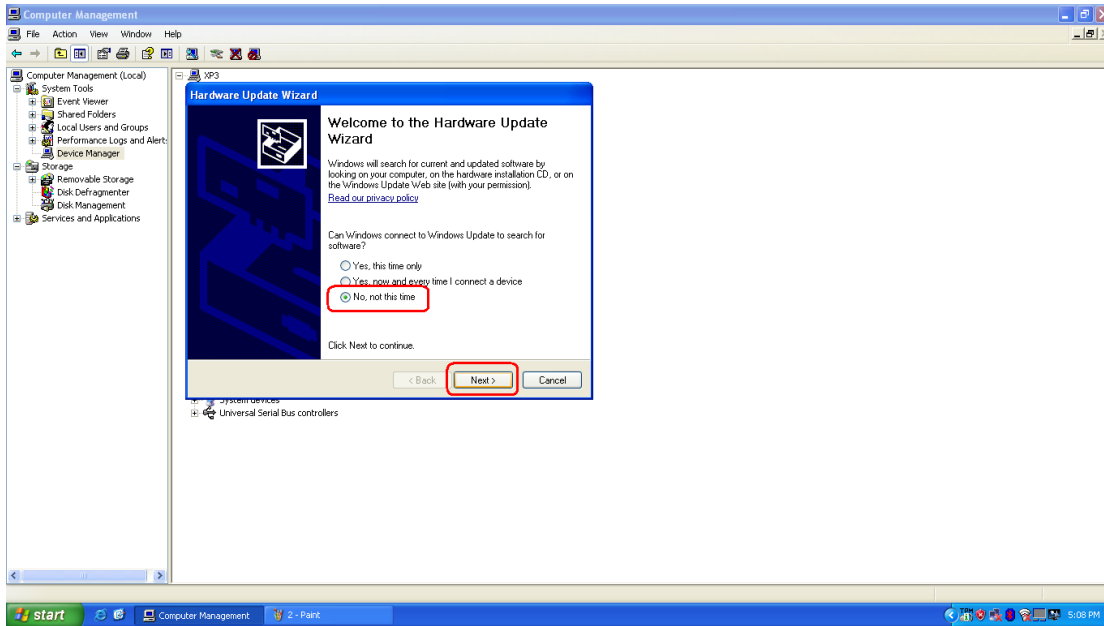 Computer Management
File Action View Window Help
Computer Management (Local)
System Tools
Event Viewer
Shared Folders
Local Users and Groups
Performance Logs and Alert
Device Manager
Storage
Removable Storage
Disk Defragmenter
Disk Management
Services and Applications
XP3
Hardware Update Wizard
Welcome to the Hardware Update
Wizard
Windows will search for current and updated software by
looking on your computer, on the hardware installation CD, or on
the Windows Update Web site (with your permission).
Read our privacy policy
Can Windows connect to Windows Update to search for
software?
Yes, this time only
Yes, now and every time I connect a device
No, not this time
Click Next to continue.
< Back Next > Cancel
System devices
Universal Serial Bus controllers
start Computer Management 2 - Paint 5:08 PM